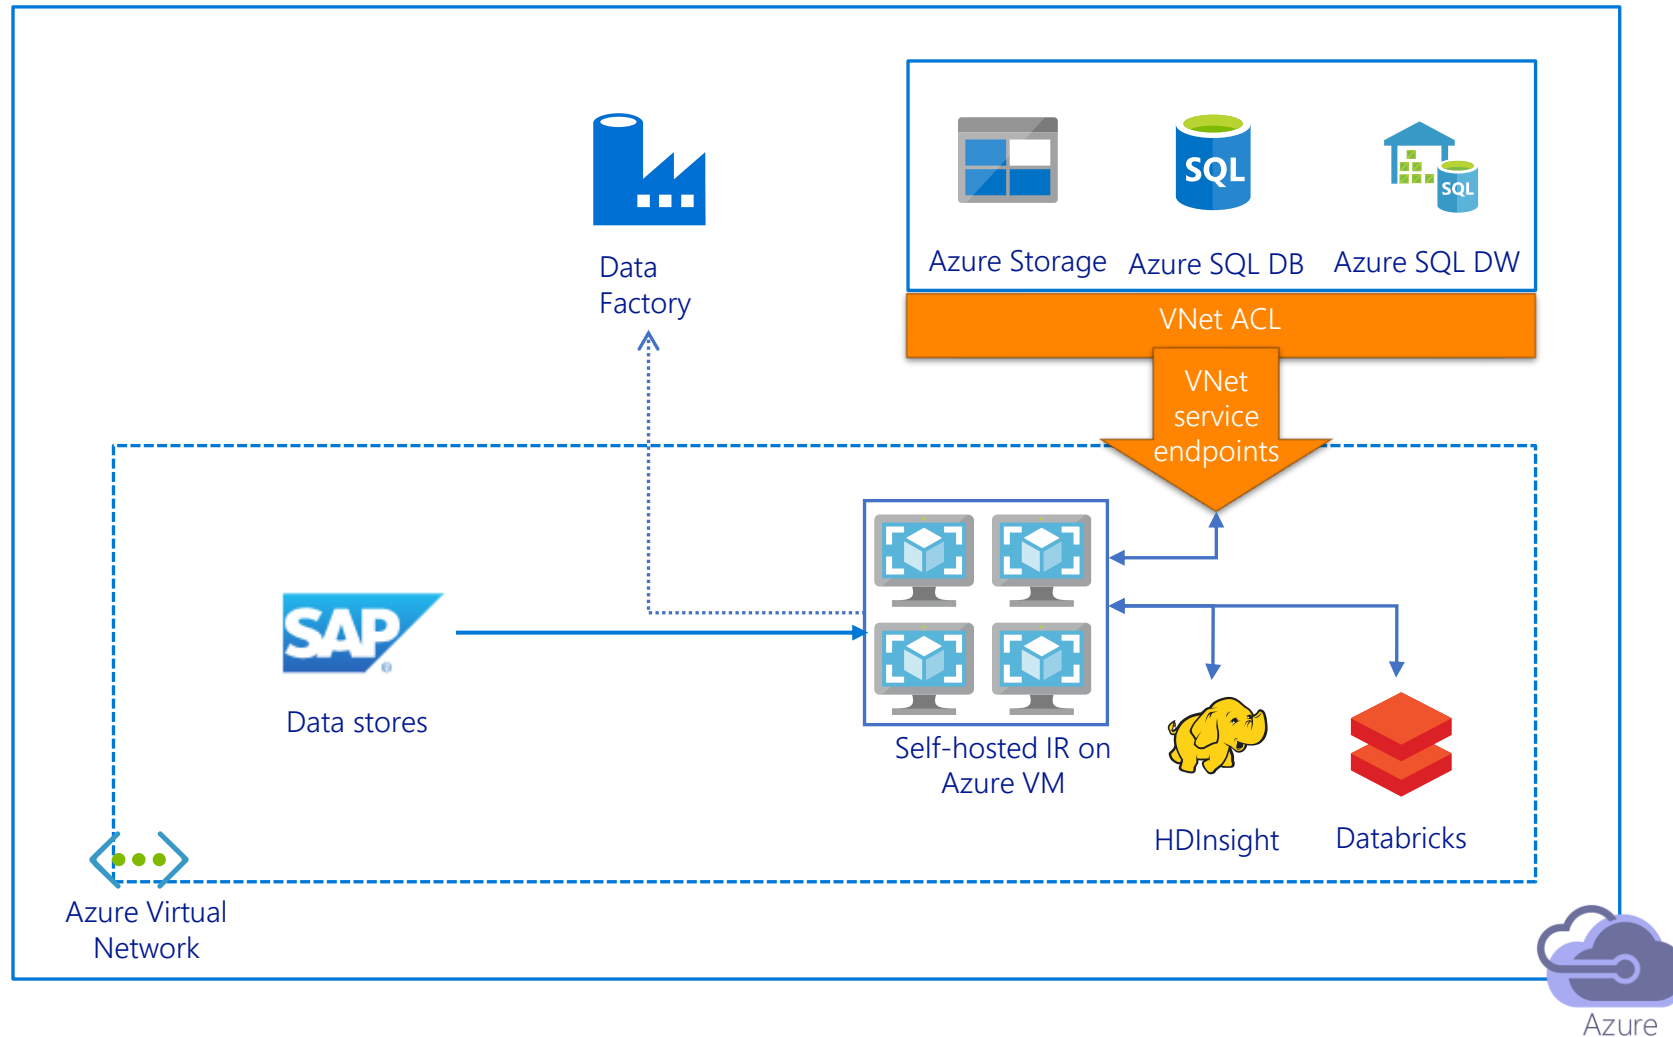 SQL
SQL
Azure Storage
Azure SQL DB
Azure SQL DW
Data
Factory
VNet ACL
VNet
service
endpoints
SAP
®
Data stores
Self-hosted IR on
Azure VM
HDInsight
Databricks
Azure Virtual
Network
Azure